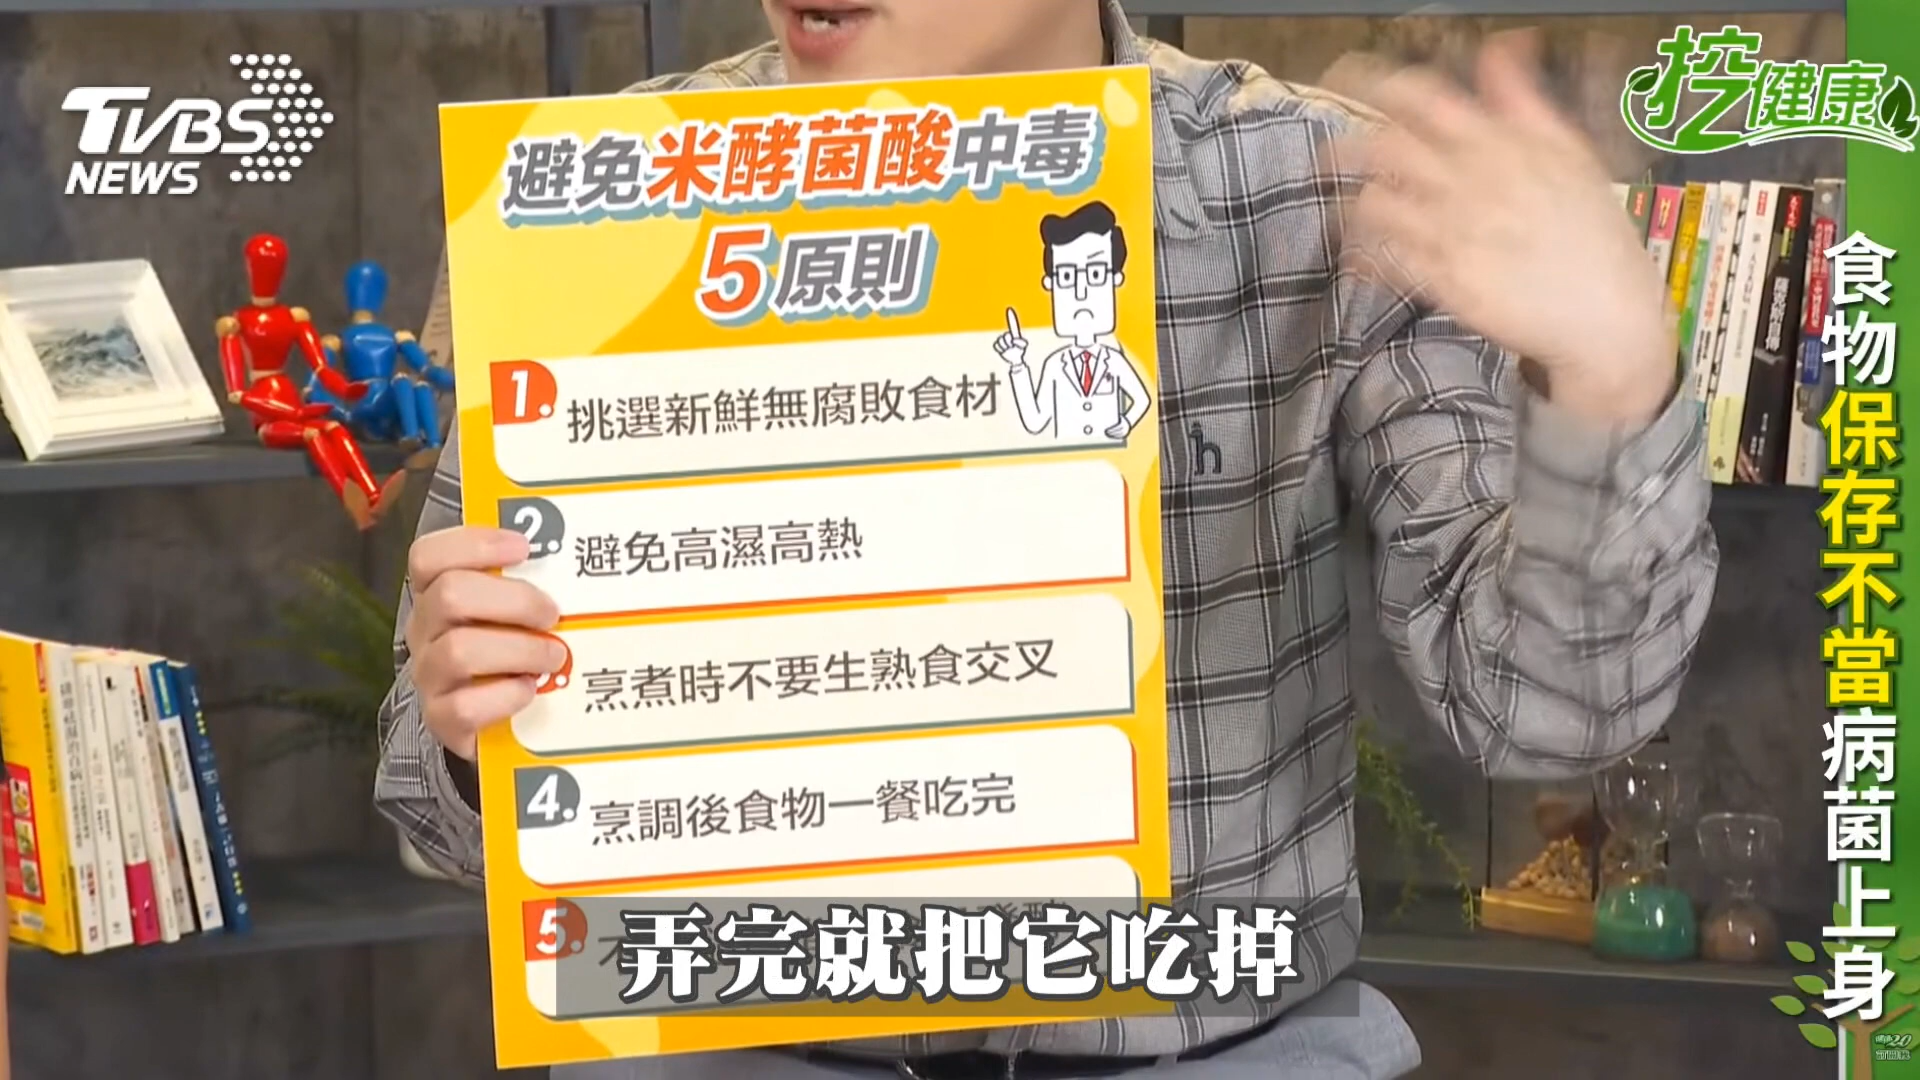 TVBS
NEWS
挖健康
避免米酵菌酸中毒
5原則
1. 挑選新鮮無腐敗食材
2. 避免高濕高熱
烹煮時不要生熟食交叉
4. 烹調後食物一餐吃完
5. 不
弄完就把它吃掉
食物保存不當病菌上身
h